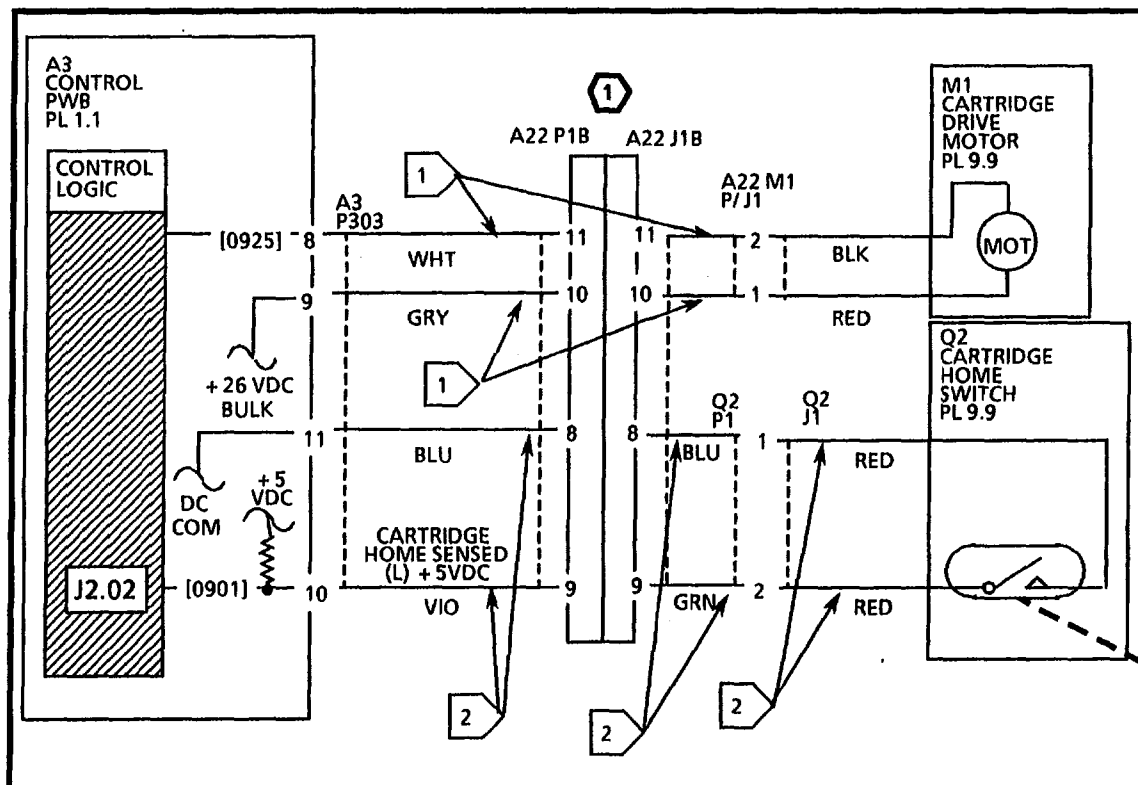 A3
CONTROL
PWB
PL 1.1
CONTROL
LOGIC
[0925]
8
9
+ 26 VDC
BULK
11
DC
COM
+ 5
VDC
J2.02
[0901]
10
A3
P303
WHT
GRY
BLU
CARTRIDGE
HOME SENSED
(L) + 5VDC
VIO
1
1
2
1
A22 P1B
A22 J1B
11
11
10
10
8
8
9
9
A22 M1
P/J1
2
1
BLK
RED
M1
CARTRIDGE
DRIVE
MOTOR
PL 9.9
MOT
Q2
P1
Q2
J1
BLU
1
RED
GRN
2
RED
2
2
Q2
CARTRIDGE
HOME
SWITCH
PL 9.9